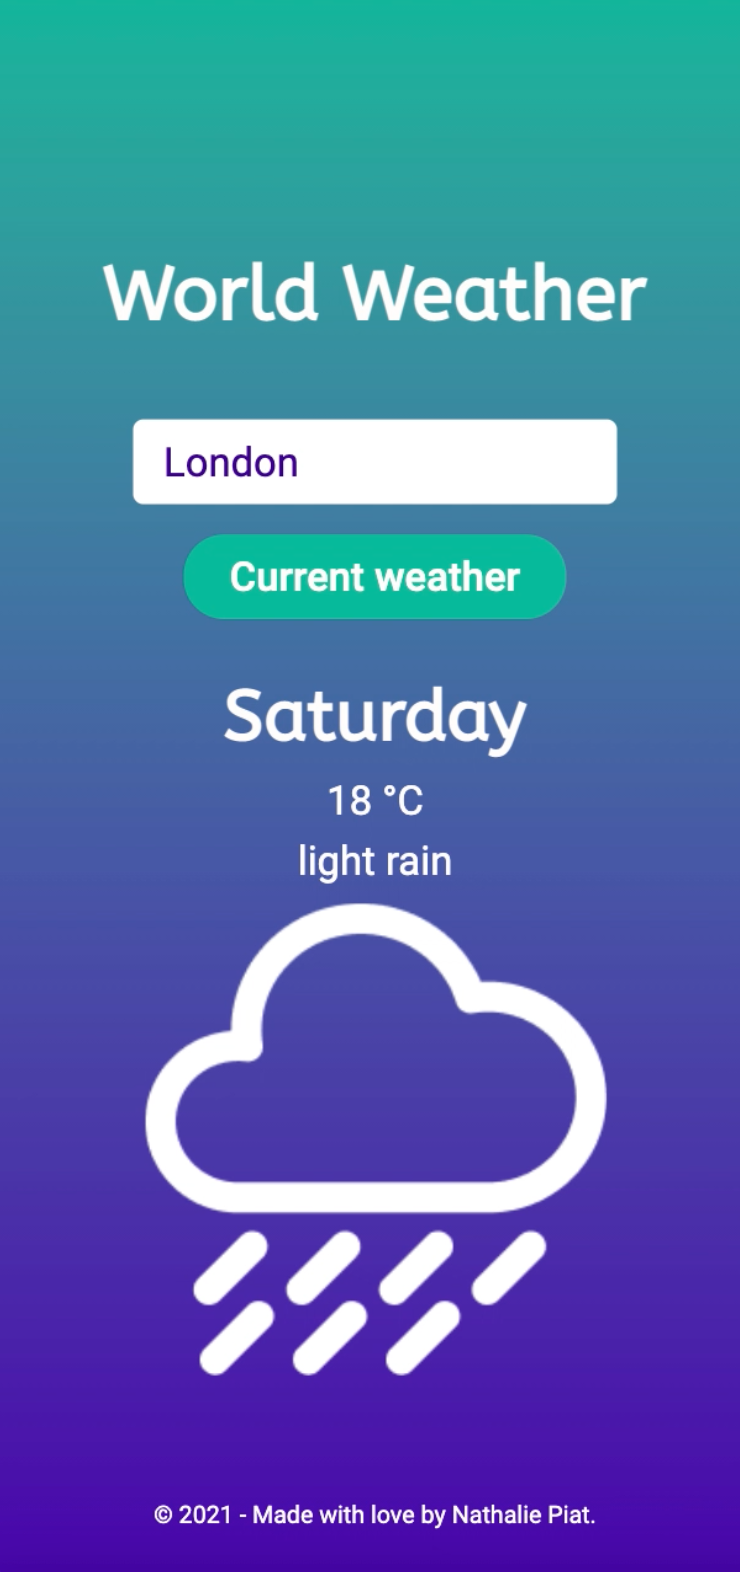 World Weather
London
Current weather
Saturday
18 °C
light rain
© 2021 - Made with love by Nathalie Piat.